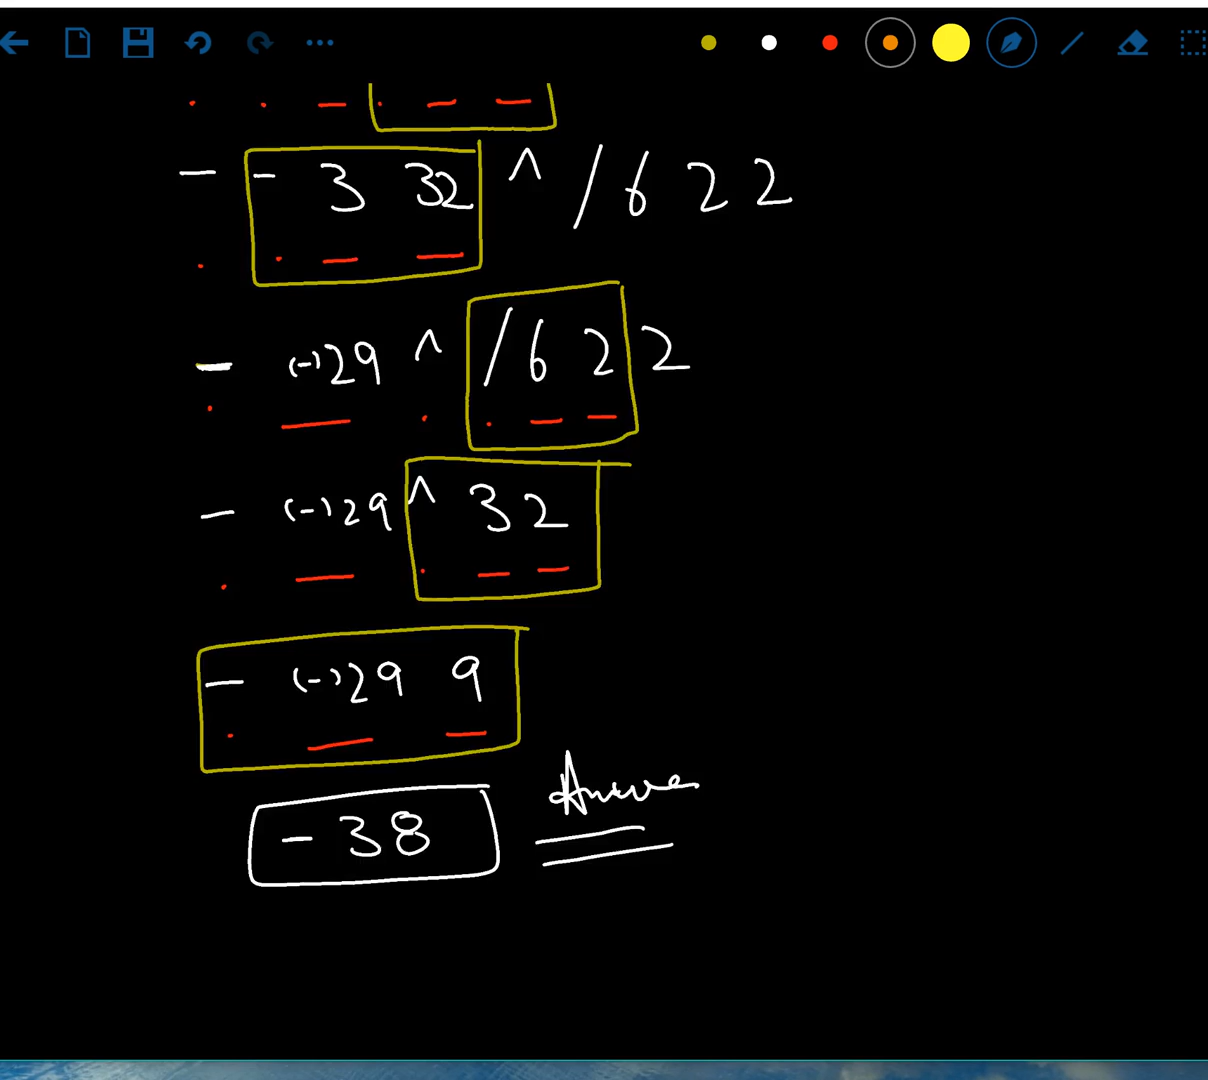 - - 3 32 ^ / 6 2 2
- (-)29 ^ / 6 2 2
- (-)29 ^ 3 2
- (-)29 9
- 38 Answer